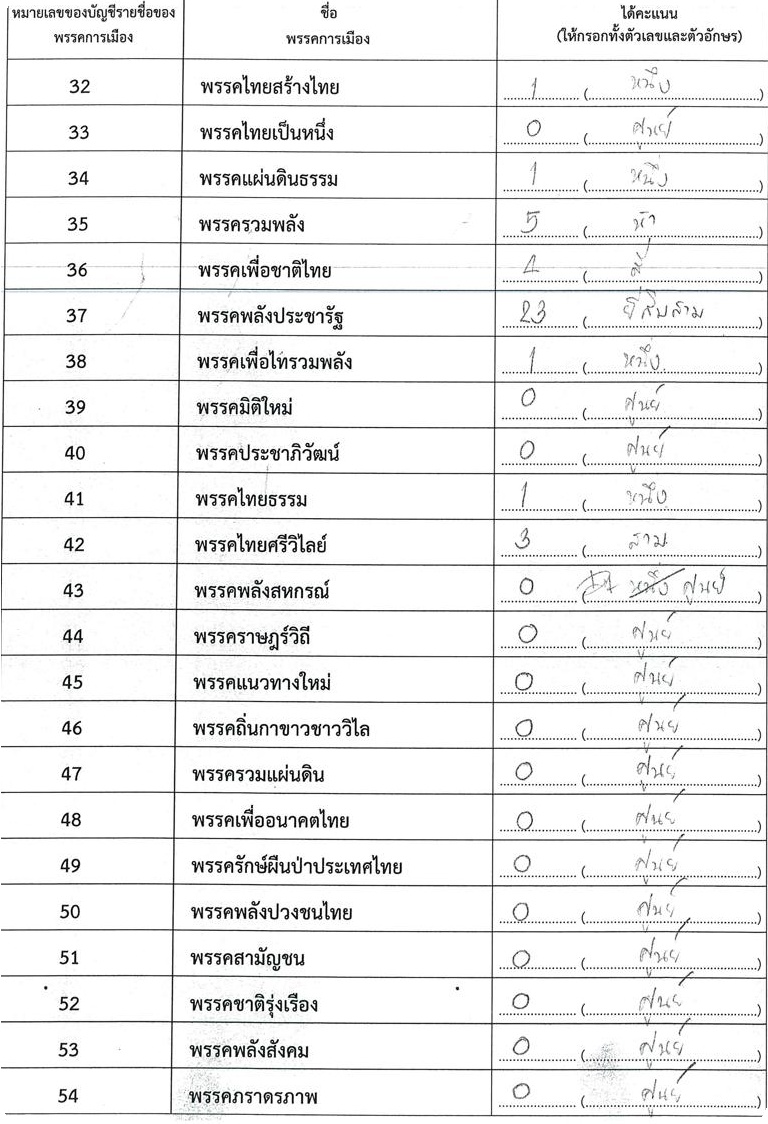 หมายเลขของบัญชีรายชื่อของ ชื่อ ได้คะแนน
พรรคการเมือง พรรคการเมือง (ให้กรอกทั้งตัวเลขและตัวอักษร)
32 พรรคไทยสร้างไทย 1 (หนึ่ง)
33 พรรคไทยเป็นหนึ่ง 0 (ศูนย์)
34 พรรคแผ่นดินธรรม 1 (หนึ่ง)
35 พรรครวมพลัง 5 (ห้า)
36 พรรคเพื่อชาติไทย 4 (สี่)
37 พรรคพลังประชารัฐ 23 (ยี่สิบสาม)
38 พรรคเพื่อไทรวมพลัง 1 (หนึ่ง)
39 พรรคมิติใหม่ 0 (ศูนย์)
40 พรรคประชาภิวัฒน์ 0 (ศูนย์)
41 พรรคไทยธรรม 1 (หนึ่ง)
42 พรรคไทยศรีวิไลย์ 3 (สาม)
43 พรรคพลังสหกรณ์ 0 (หนึ่ง ศูนย์)
44 พรรคราษฎร์วิถี 0 (ศูนย์)
45 พรรคแนวทางใหม่ 0 (ศูนย์)
46 พรรคถิ่นกาขาวชาววิไล 0 (ศูนย์)
47 พรรครวมแผ่นดิน 0 (ศูนย์)
48 พรรคเพื่ออนาคตไทย 0 (ศูนย์)
49 พรรครักษ์ผืนป่าประเทศไทย 0 (ศูนย์)
50 พรรคพลังปวงชนไทย 0 (ศูนย์)
51 พรรคสามัญชน 0 (ศูนย์)
52 พรรคชาติรุ่งเรือง 0 (ศูนย์)
53 พรรคพลังสังคม 0 (ศูนย์)
54 พรรคภราดรภาพ 0 (ศูนย์)